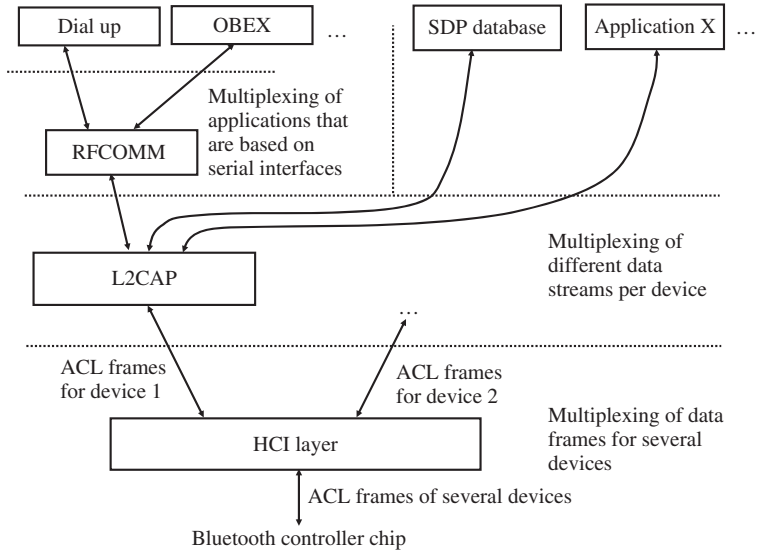 Dial up
OBEX
...
SDP database
Application X
...
Multiplexing of
applications that
are based on
serial interfaces
RFCOMM
L2CAP
Multiplexing of
different data
streams per device
...
ACL frames
for device 1
ACL frames
for device 2
HCI layer
Multiplexing of data
frames for several
devices
ACL frames of several devices
Bluetooth controller chip